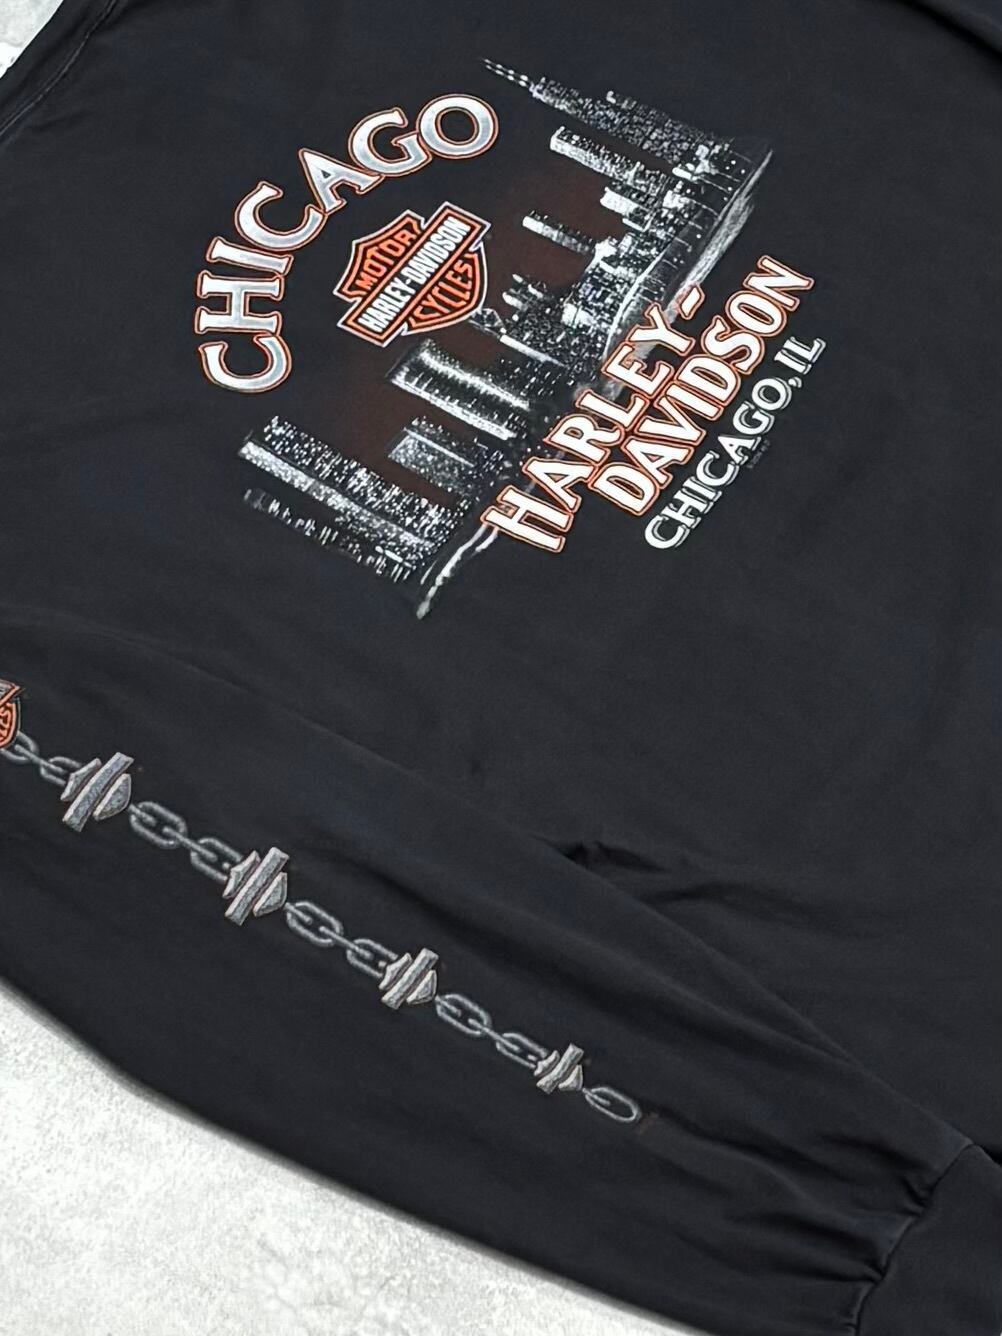 CHICAGO
MOTOR
HARLEY-DAVIDSON
CYCLES
HARLEY-
DAVIDSON
CHICAGO, IL